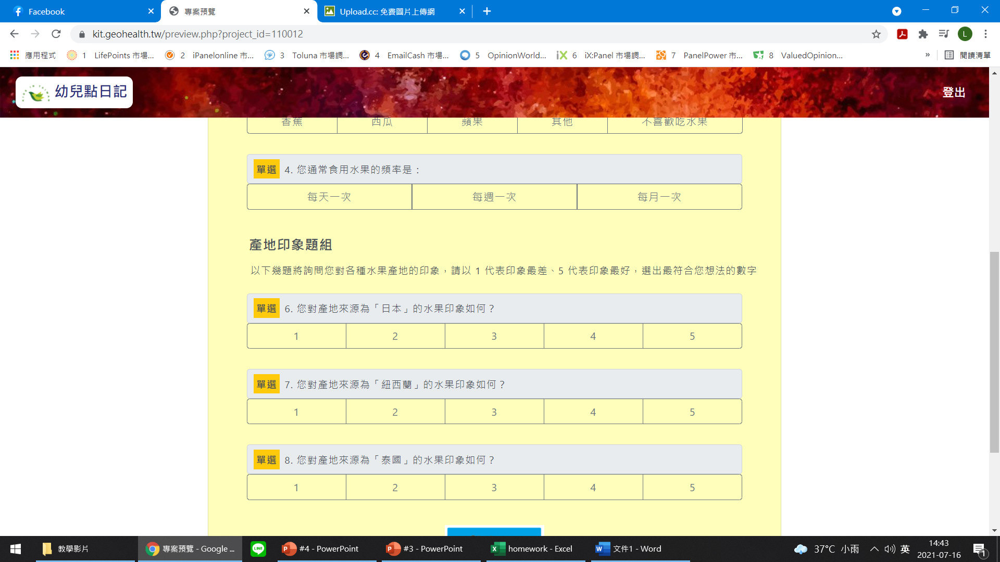 Facebook
專案預覽
Upload.cc: 免費圖片上傳網
kit.geohealth.tw/preview.php?project_id=110012
L
應用程式
1 LifePoints 市場...
2 iPanelonline 市...
3 Toluna 市場調...
4 EmailCash 市場...
5 OpinionWorld...
6 iX:Panel 市場調...
7 PanelPower 市...
8 ValuedOpinion...
»
閱讀清單
幼兒點日記
登出
香蕉 西瓜 蘋果 其他 不喜歡吃水果
單選 4. 您通常食用水果的頻率是：
每天一次 每週一次 每月一次
產地印象題組
以下幾題將詢問您對各種水果產地的印象，請以 1 代表印象最差、5 代表印象最好，選出最符合您想法的數字
單選 6. 您對產地來源為「日本」的水果印象如何？
1 2 3 4 5
單選 7. 您對產地來源為「紐西蘭」的水果印象如何？
1 2 3 4 5
單選 8. 您對產地來源為「泰國」的水果印象如何？
1 2 3 4 5
教學影片
專案預覽 - Google ...
LINE
#4 - PowerPoint
#3 - PowerPoint
homework - Excel
文件1 - Word
37°C 小雨
英
14:43
2021-07-16
1